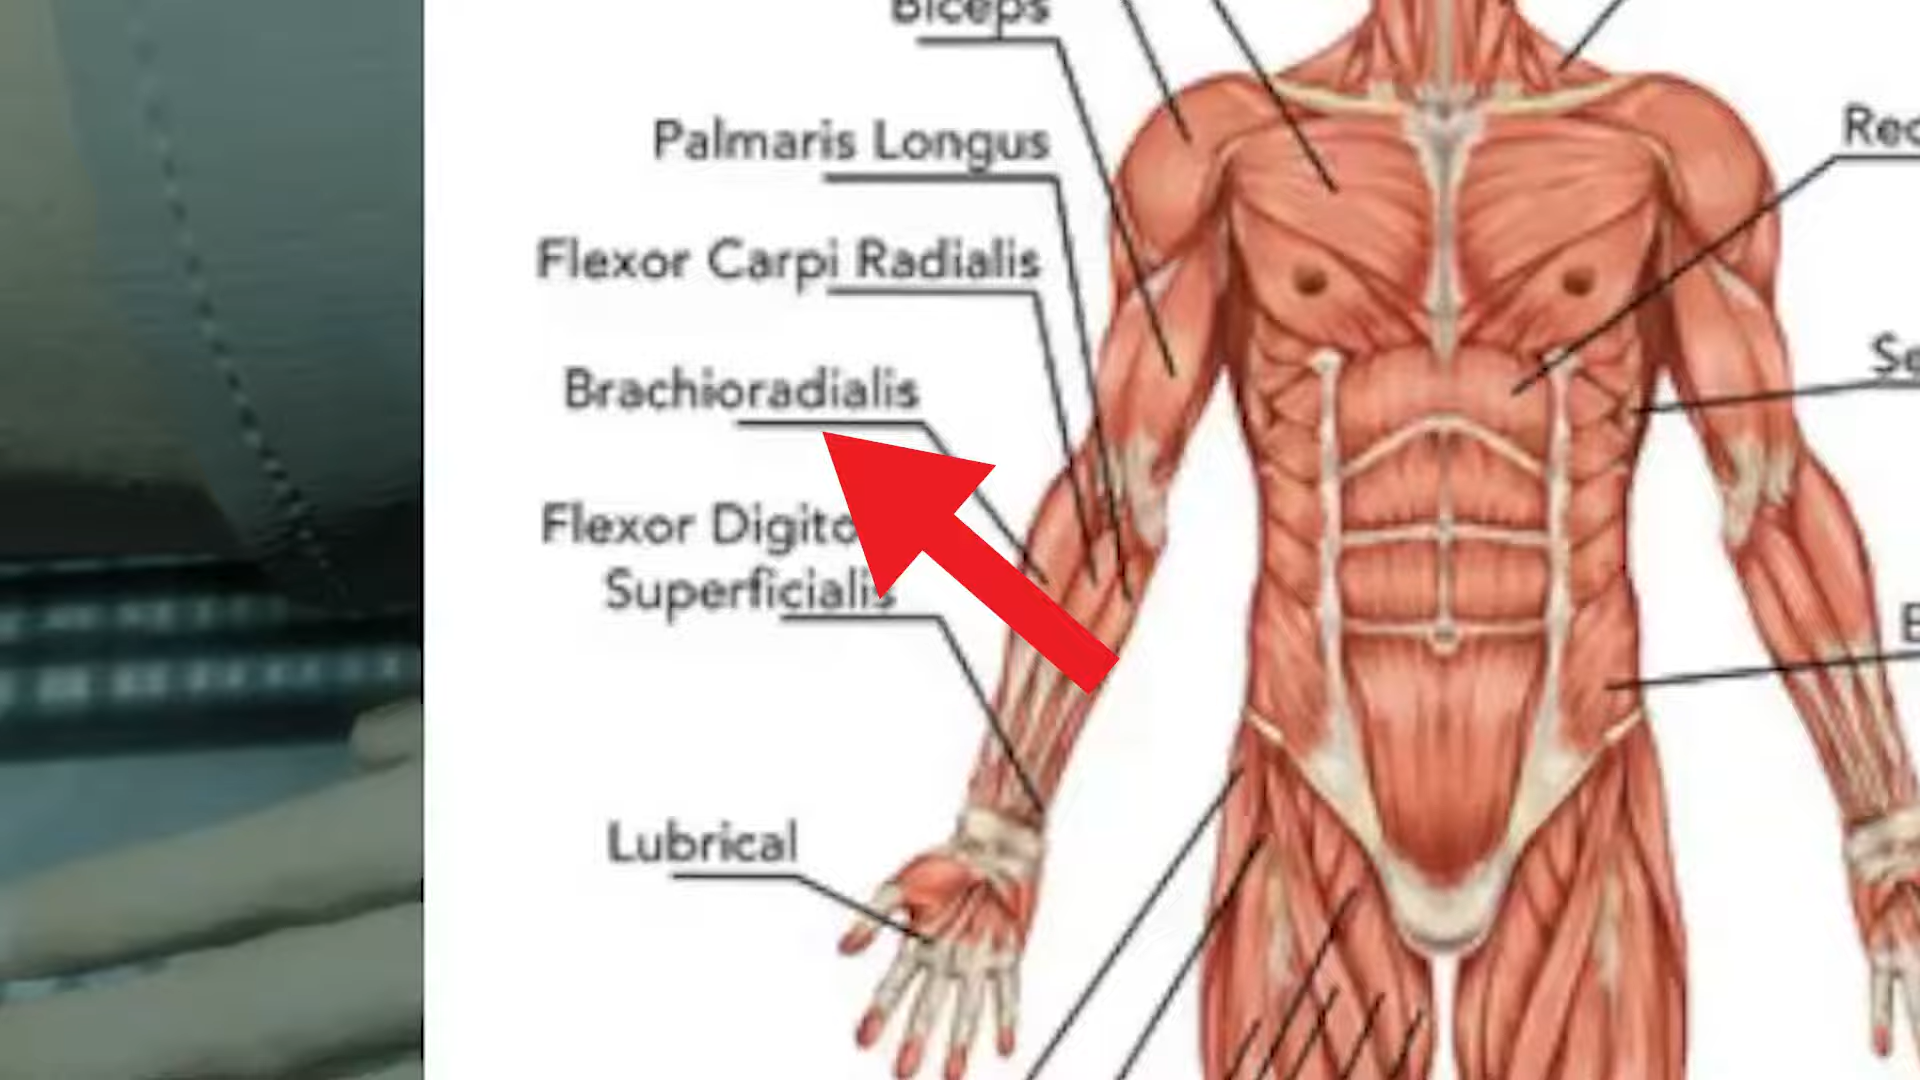 Biceps
Palmaris Longus
Flexor Carpi Radialis
Brachioradialis
Flexor Digito
Superficialis
Lubrical